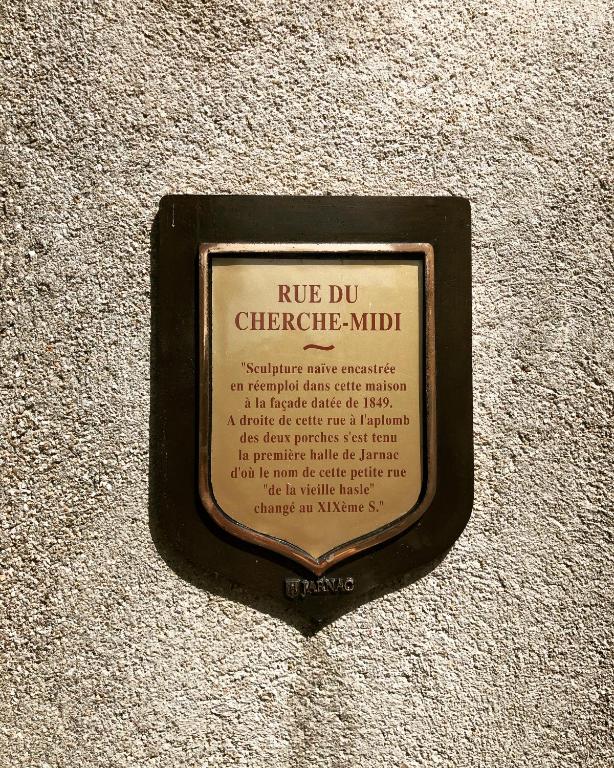 RUE DU
CHERCHE-MIDI
"Sculpture naïve encastrée
en réemploi dans cette maison
à la façade datée de 1849.
A droite de cette rue à l'aplomb
des deux porches s'est tenu
la première halle de Jarnac
d'où le nom de cette petite rue
"de la vieille hasle"
changé au XIXème S."
JARNAC